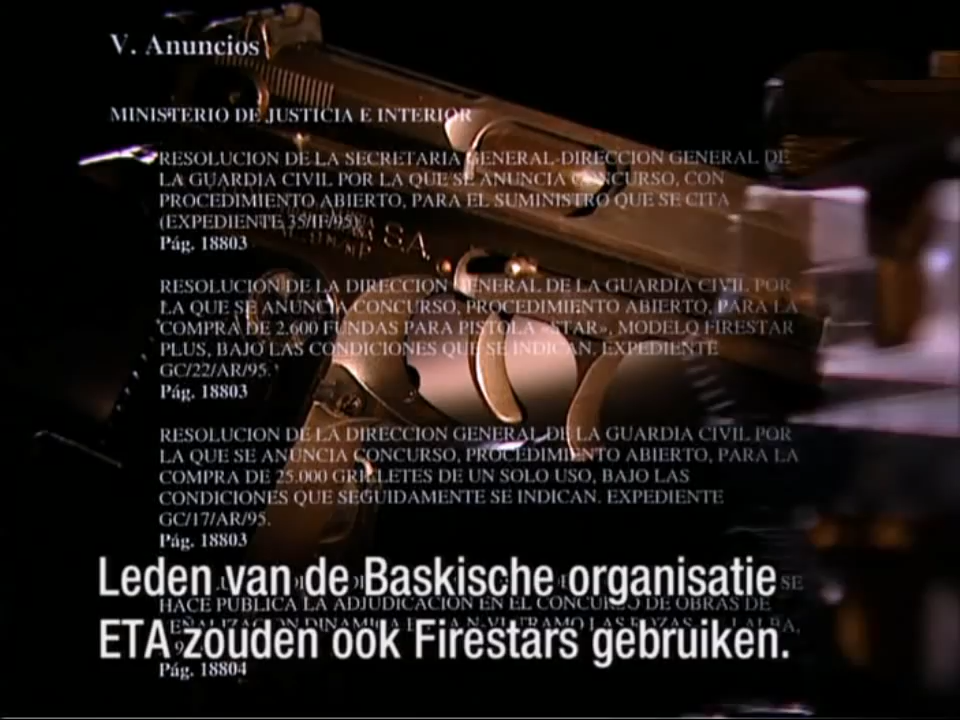 V. Anuncios
MINISTERIO DE JUSTICIA E INTERIOR
RESOLUCION DE LA SECRETARIA GENERAL-DIRECCION GENERAL DE
LA GUARDIA CIVIL POR LA QUE SE ANUNCIA CONCURSO, CON
PROCEDIMIENTO ABIERTO, PARA EL SUMINISTRO QUE SE CITA
(EXPEDIENTE 35/IF/95).
Pág. 18803
S.A.
RESOLUCION DE LA DIRECCION GENERAL DE LA GUARDIA CIVIL POR
LA QUE SE ANUNCIA CONCURSO, PROCEDIMIENTO ABIERTO, PARA LA
COMPRA DE 2.600 FUNDAS PARA PISTOLA «STAR», MODELO FIRESTAR
PLUS, BAJO LAS CONDICIONES QUE SE INDICAN. EXPEDIENTE
GC/22/AR/95.
Pág. 18803
RESOLUCION DE LA DIRECCION GENERAL DE LA GUARDIA CIVIL POR
LA QUE SE ANUNCIA CONCURSO, PROCEDIMIENTO ABIERTO, PARA LA
COMPRA DE 25.000 GRILLETES DE UN SOLO USO, BAJO LAS
CONDICIONES QUE SEGUIDAMENTE SE INDICAN. EXPEDIENTE
GC/17/AR/95.
Pág. 18803
Leden van de Baskische organisatie
SE
HACE PUBLICA LA ADJUDICACION EN EL CONCURSO DE OBRAS DE
ETA zouden ook Firestars gebruiken.
Pág. 18804